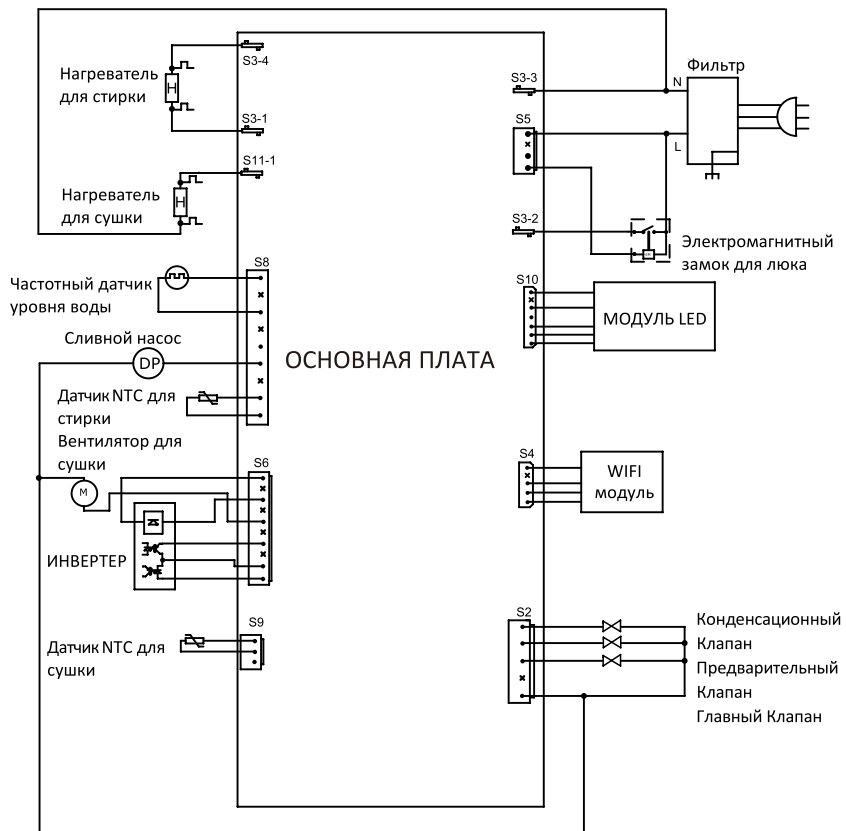 S3-4
Нагреватель
для стирки
S3-1
S11-1
Нагреватель
для сушки
S8
Частотный датчик
уровня воды
Сливной насос
DP
Датчик NTC для
стирки
Вентилятор для
сушки
M
S6
ИНВЕРТЕР
S9
Датчик NTC для
сушки
ОСНОВНАЯ ПЛАТА
Фильтр
S3-3
N
S5
L
S3-2
Электромагнитный
замок для люка
S10
МОДУЛЬ LED
S4
WIFI
модуль
S2
Конденсационный
Клапан
Предварительный
Клапан
Главный Клапан
H
H